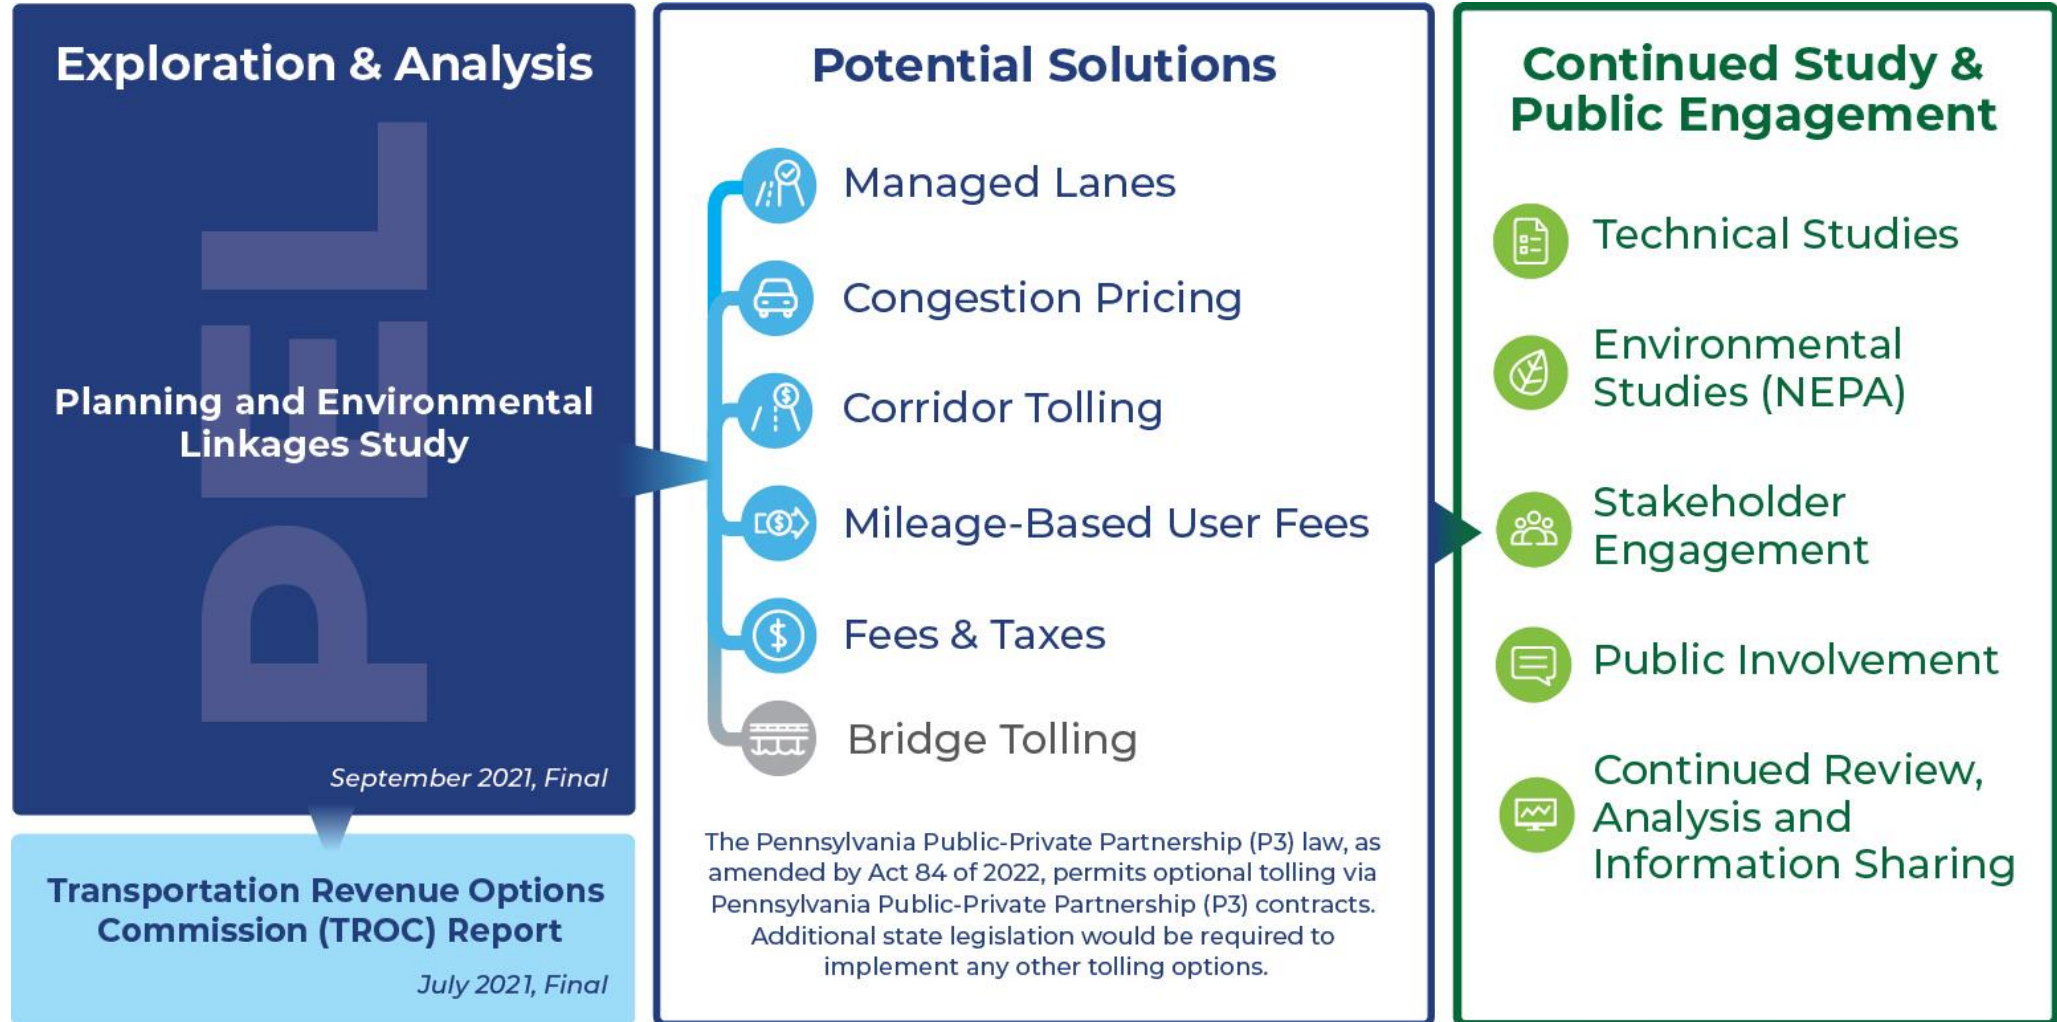 Exploration & Analysis
PEL
Planning and Environmental
Linkages Study
September 2021, Final
Transportation Revenue Options
Commission (TROC) Report
July 2021, Final
Potential Solutions
Managed Lanes
Congestion Pricing
Corridor Tolling
Mileage-Based User Fees
Fees & Taxes
Bridge Tolling
The Pennsylvania Public-Private Partnership (P3) law, as
amended by Act 84 of 2022, permits optional tolling via
Pennsylvania Public-Private Partnership (P3) contracts.
Additional state legislation would be required to
implement any other tolling options.
Continued Study &
Public Engagement
Technical Studies
Environmental
Studies (NEPA)
Stakeholder
Engagement
Public Involvement
Continued Review,
Analysis and
Information Sharing